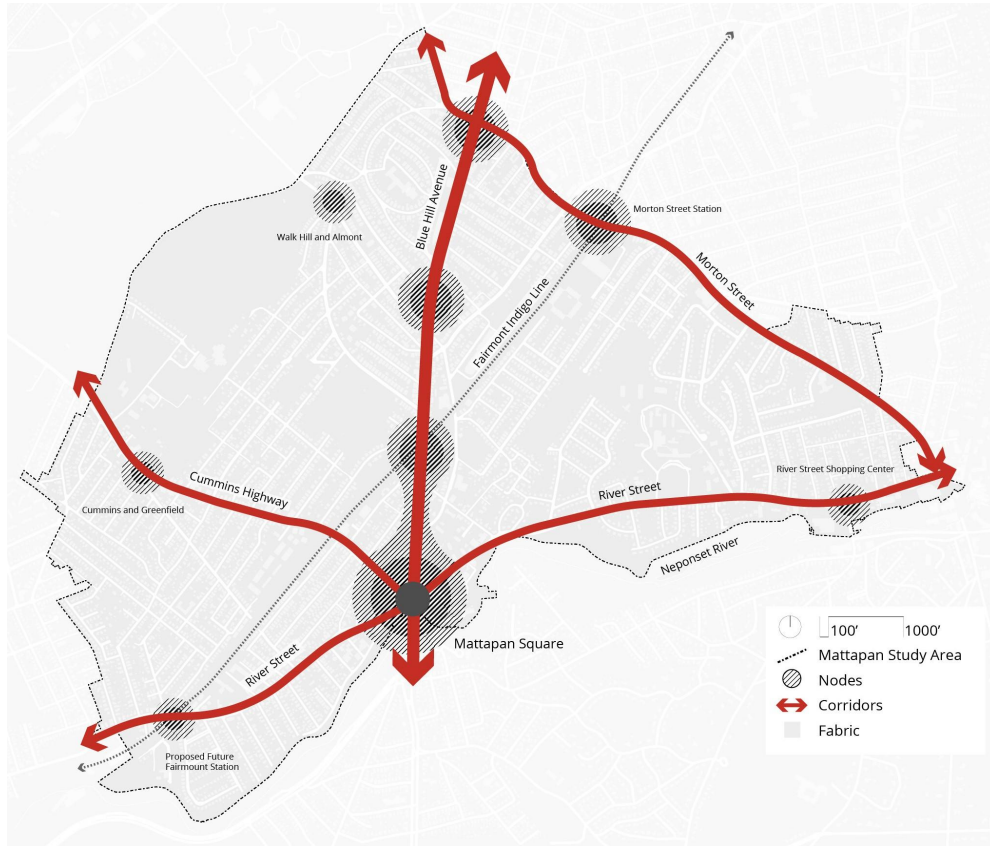 Morton Street Station
Walk Hill and Almont
Blue Hill Avenue
Morton Street
Fairmont Indigo Line
River Street Shopping Center
Cummins Highway
River Street
Cummins and Greenfield
Neponset River
Mattapan Square
River Street
Proposed Future
Fairmount Station
100’
1000’
Mattapan Study Area
Nodes
Corridors
Fabric